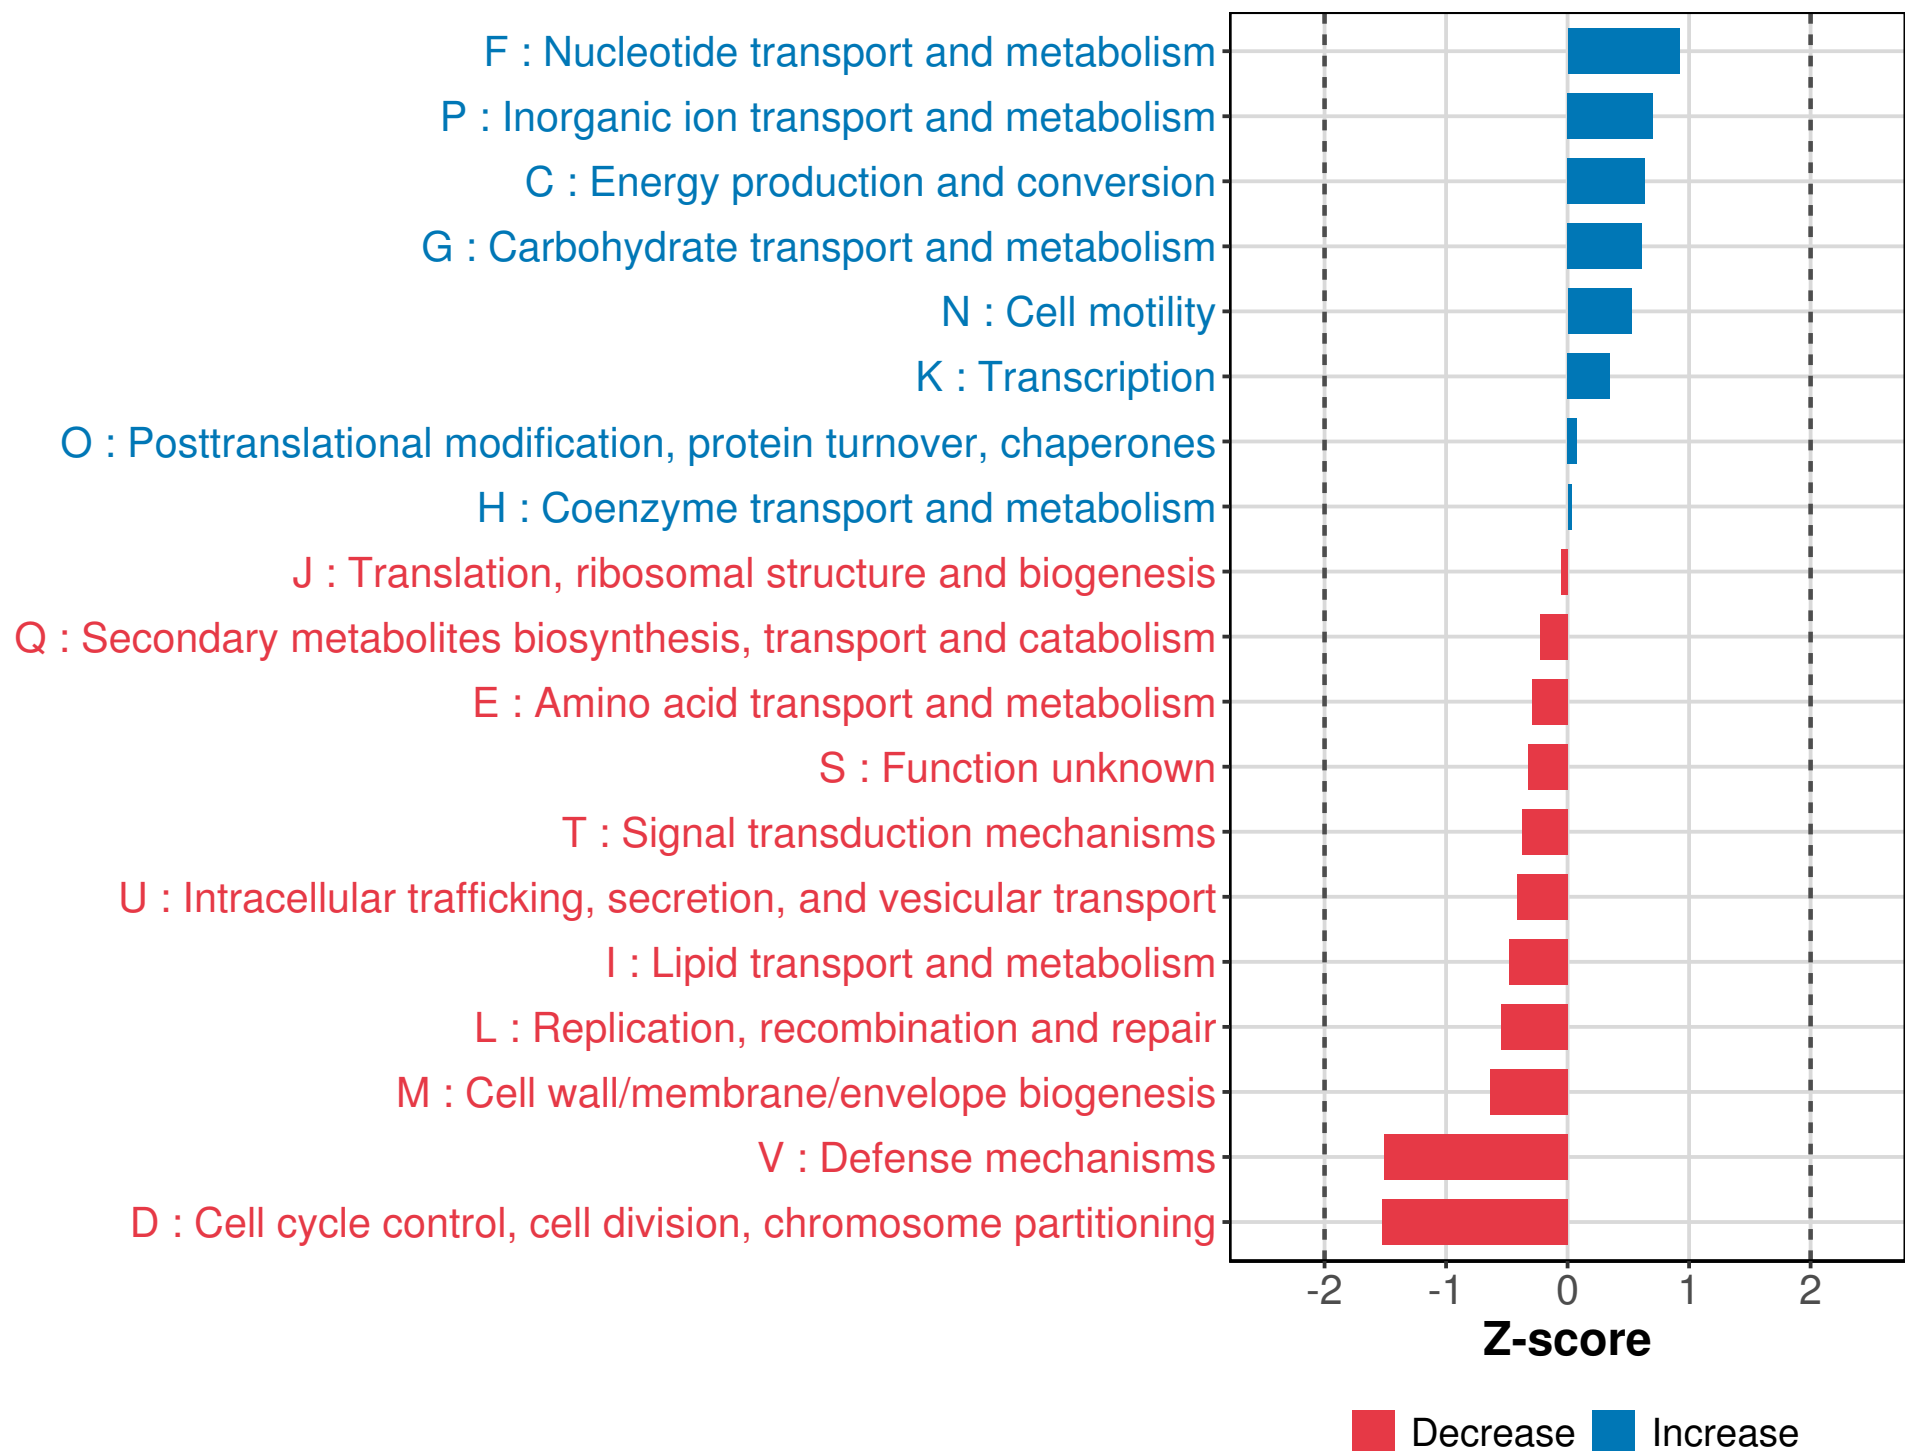 F : Nucleotide transport and metabolism
P : Inorganic ion transport and metabolism
C : Energy production and conversion
G : Carbohydrate transport and metabolism
N : Cell motility
K : Transcription
O : Posttranslational modification, protein turnover, chaperones
H : Coenzyme transport and metabolism
J : Translation, ribosomal structure and biogenesis
Q : Secondary metabolites biosynthesis, transport and catabolism
E : Amino acid transport and metabolism
S : Function unknown
T : Signal transduction mechanisms
U : Intracellular trafficking, secretion, and vesicular transport
I : Lipid transport and metabolism
L : Replication, recombination and repair
M : Cell wall/membrane/envelope biogenesis
V : Defense mechanisms
D : Cell cycle control, cell division, chromosome partitioning
-2 -1 0 1 2
Z-score
Decrease Increase